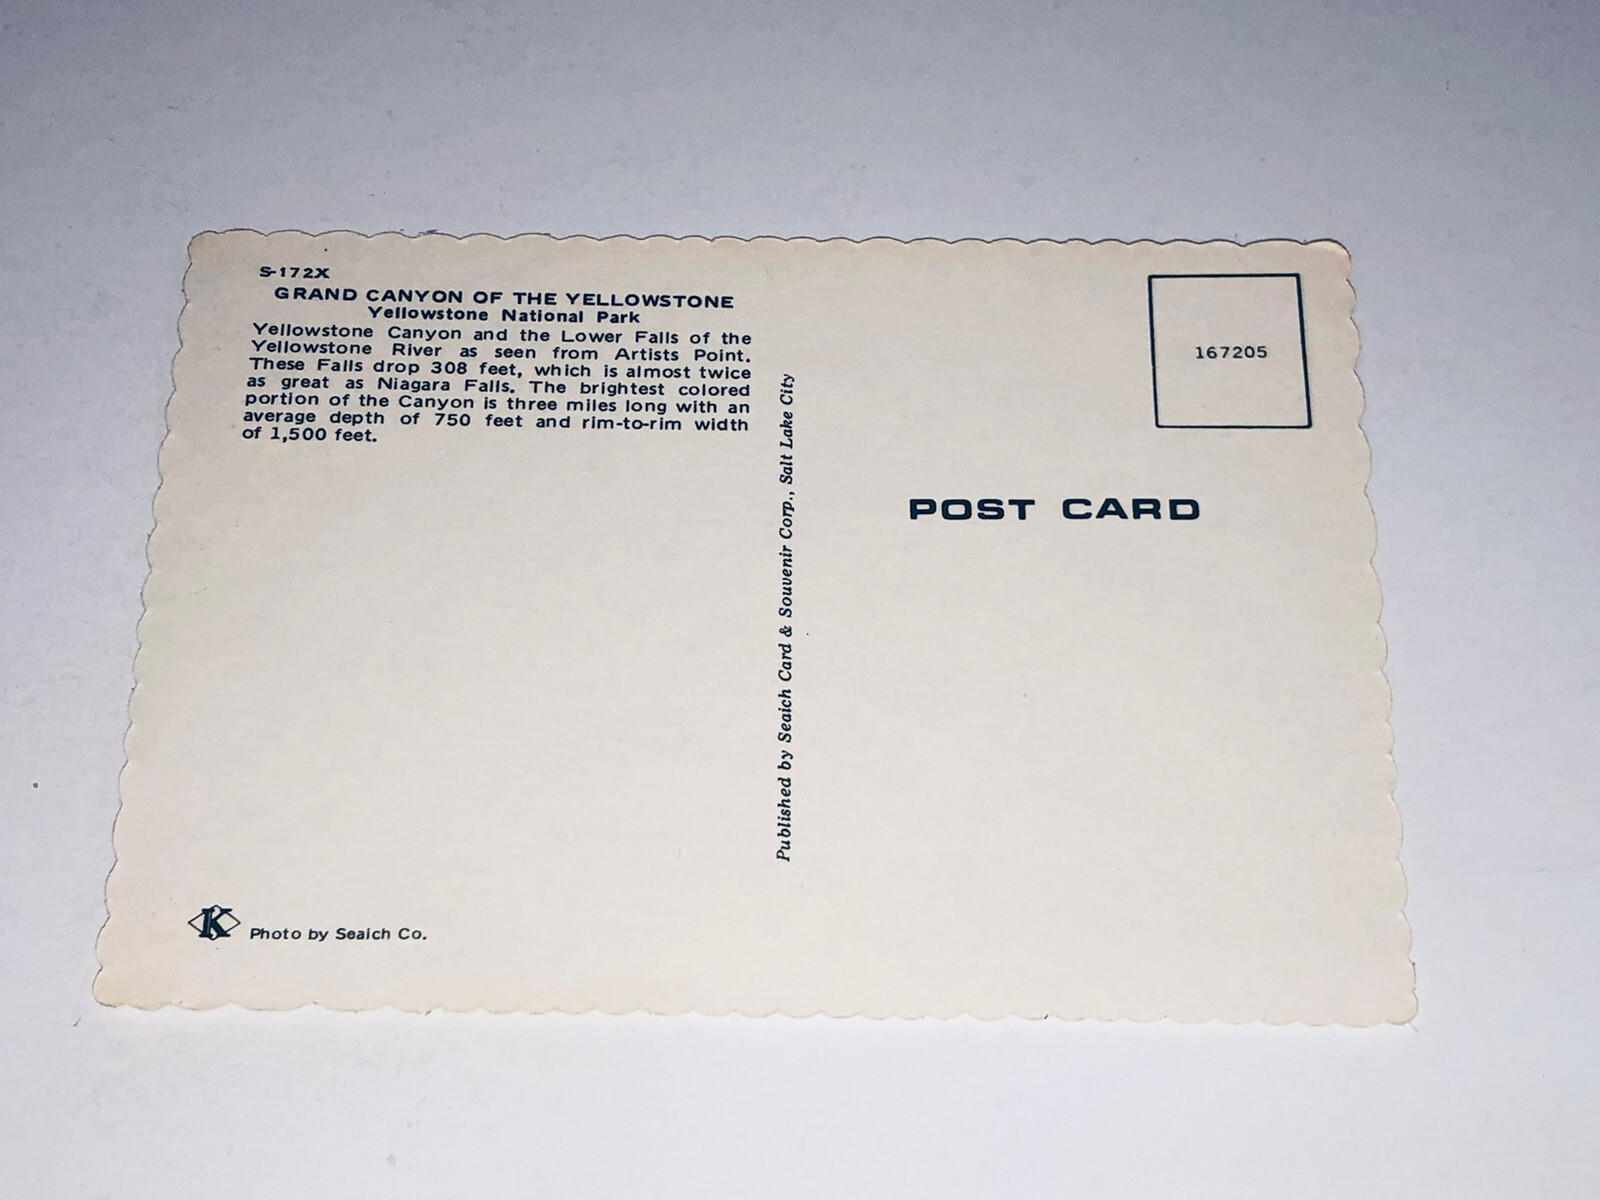 S-172X
GRAND CANYON OF THE YELLOWSTONE
Yellowstone National Park
Yellowstone Canyon and the Lower Falls of the
Yellowstone River as seen from Artists Point.
These Falls drop 308 feet, which is almost twice
as great as Niagara Falls. The brightest colored
portion of the Canyon is three miles long with an
average depth of 750 feet and rim-to-rim width
of 1,500 feet.
K
Photo by Seaich Co.
Published by Seaich Card & Souvenir Corp., Salt Lake City
167205
POST CARD